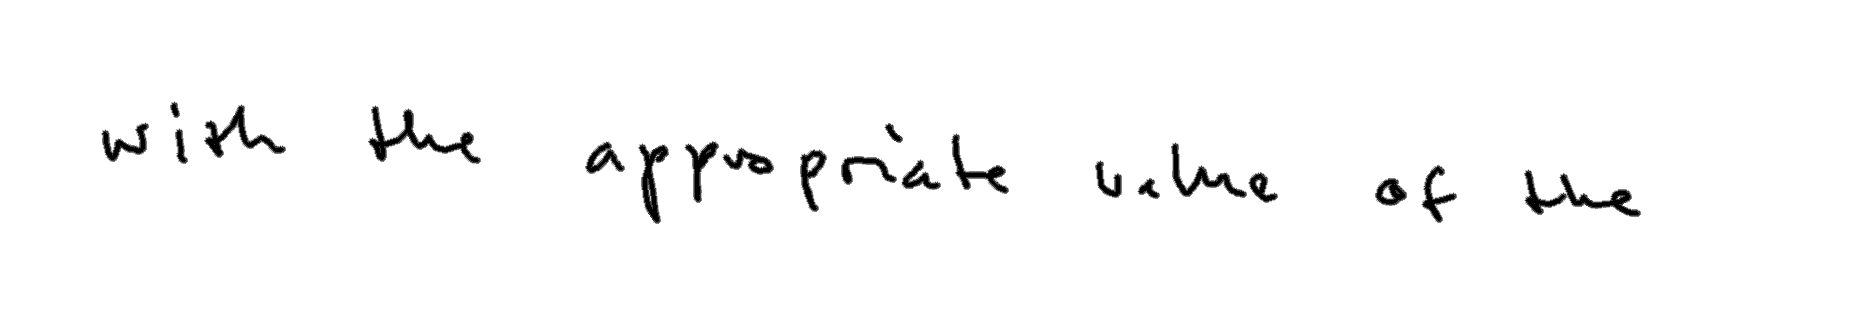 with the appropriate value of the